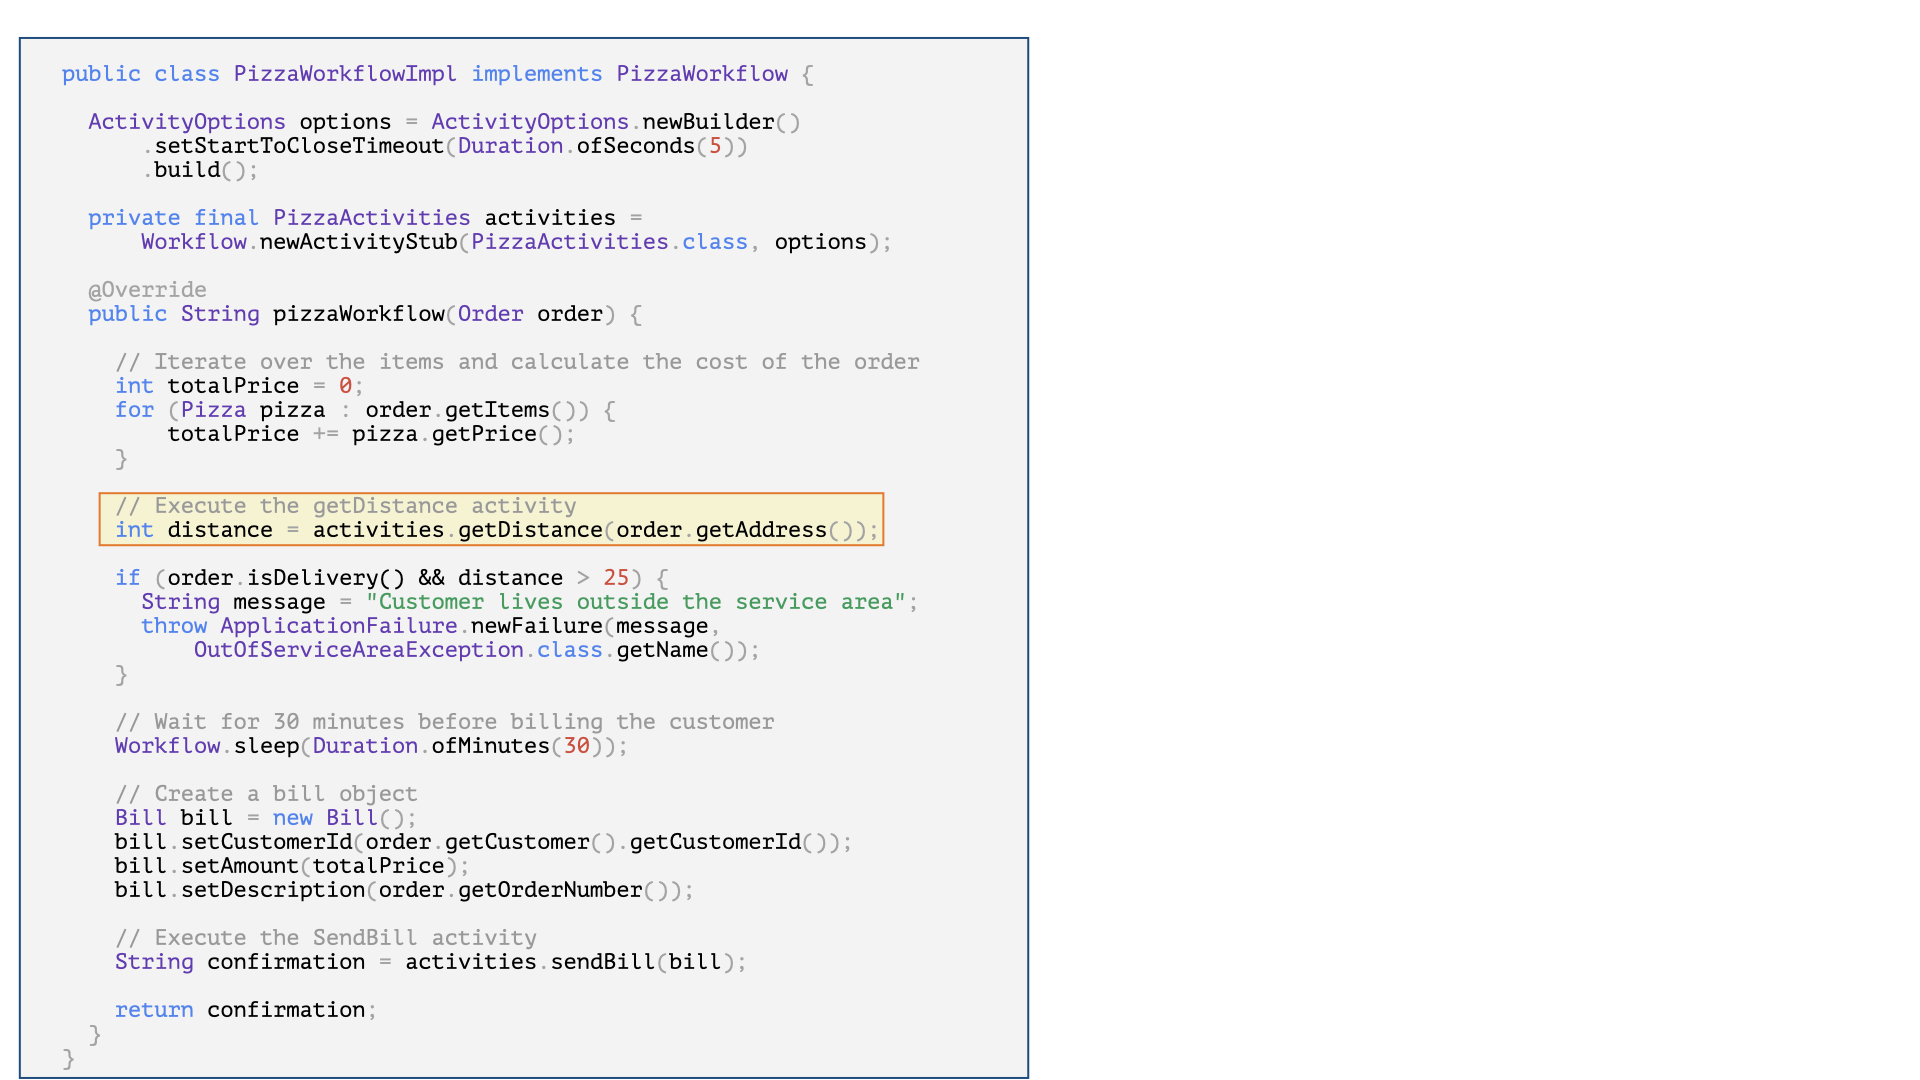 public class PizzaWorkflowImpl implements PizzaWorkflow {
ActivityOptions options = ActivityOptions.newBuilder()
.setStartToCloseTimeout(Duration.ofSeconds(5))
.build();
private final PizzaActivities activities =
Workflow.newActivityStub(PizzaActivities.class, options);
@Override
public String pizzaWorkflow(Order order) {
// Iterate over the items and calculate the cost of the order
int totalPrice = 0;
for (Pizza pizza : order.getItems()) {
totalPrice += pizza.getPrice();
}
// Execute the getDistance activity
int distance = activities.getDistance(order.getAddress());
if (order.isDelivery() && distance > 25) {
String message = "Customer lives outside the service area";
throw ApplicationFailure.newFailure(message,
OutOfServiceAreaException.class.getName());
}
// Wait for 30 minutes before billing the customer
Workflow.sleep(Duration.ofMinutes(30));
// Create a bill object
Bill bill = new Bill();
bill.setCustomerId(order.getCustomer().getCustomerId());
bill.setAmount(totalPrice);
bill.setDescription(order.getOrderNumber());
// Execute the SendBill activity
String confirmation = activities.sendBill(bill);
return confirmation;
}
}